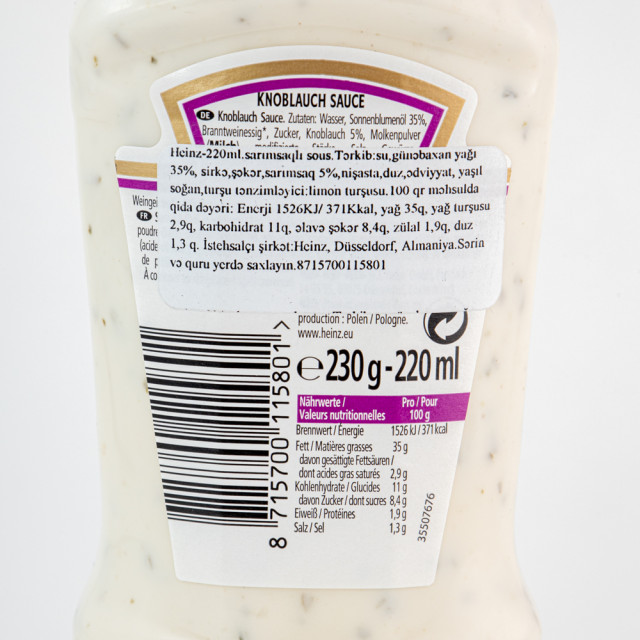 KNOBLAUCH SAUCE
DE Knoblauch Sauce. Zutaten: Wasser, Sonnenblumenöl 35%,
Branntweinessig*, Zucker, Knoblauch 5%, Molkenpulver
Heinz-220ml.sarımsaqlı sous.Tərkib:su,günəbaxan yağı
35%, sirkə,şəkər,sarımsaq 5%,nişasta,duz,ədviyyat, yaşıl
soğan,turşu tənzimləyici:limon turşusu.100 qr məhsulda
qida dəyəri: Enerji 1526KJ/ 371Kkal, yağ 35q, yağ turşusu
2,9q, karbohidrat 11q, əlavə şəkər 8,4q, zülal 1,9q, duz
1,3 q. İstehsalçı şirkət:Heinz, Düsseldorf, Almaniya.Sərin
və quru yerdə saxlayın.8715700115801
FR
production : Polen / Pologne.
www.heinz.eu
℮230 g - 220 ml
Nährwerte / Pro / Pour
Valeurs nutritionnelles 100 g
Brennwert / Énergie 1526 kJ / 371 kcal
Fett / Matières grasses 35 g
davon gesättigte Fettsäuren /
dont acides gras saturés 2,9 g
Kohlenhydrate / Glucides 11 g
davon Zucker / dont sucres 8,4 g
Eiweiß / Protéines 1,9 g
Salz / Sel 1,3 g
8 715700 115801 >
35507676